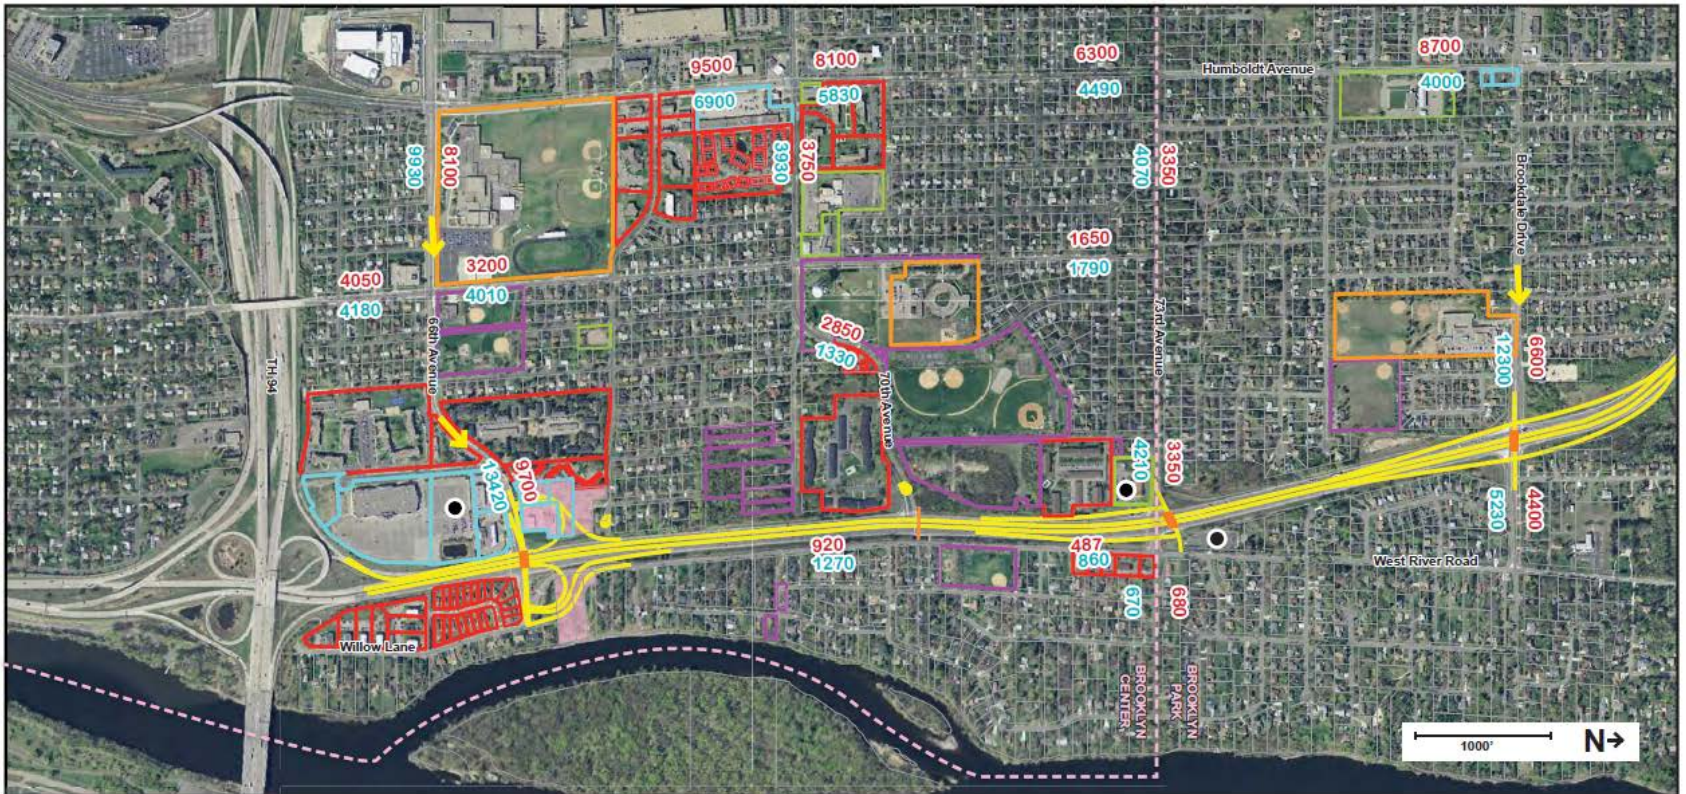 8700
6300
8100
9500
Humboldt Avenue
4000
4490
5830
6900
9930
8100
3930
3750
4070
3350
Brookdale Drive
1650
1790
4050
3200
4180
4010
66th Avenue
2850
1330
70th Avenue
73rd Avenue
TH 94
12300
6600
13420
9700
4210
3350
5230
4400
920
1270
487
860
West River Road
670
680
Willow Lane
BROOKLYN
CENTER
BROOKLYN
PARK
1000'
N→